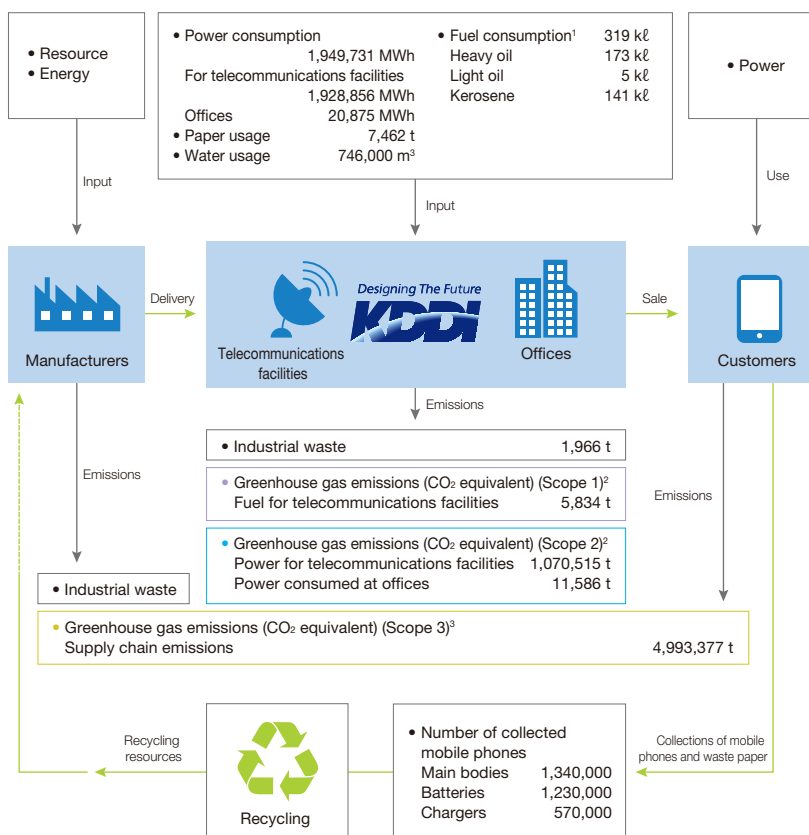 • Resource
• Energy
• Power consumption
1,949,731 MWh
For telecommunications facilities
1,928,856 MWh
Offices 20,875 MWh
• Paper usage 7,462 t
• Water usage 746,000 m³
• Fuel consumption¹ 319 kℓ
Heavy oil 173 kℓ
Light oil 5 kℓ
Kerosene 141 kℓ
• Power
Input
Input
Use
Manufacturers
Delivery
Telecommunications
facilities
Designing The Future
KDDI
Offices
Sale
Customers
Emissions
Emissions
Emissions
• Industrial waste 1,966 t
• Greenhouse gas emissions (CO₂ equivalent) (Scope 1)²
Fuel for telecommunications facilities 5,834 t
• Greenhouse gas emissions (CO₂ equivalent) (Scope 2)²
Power for telecommunications facilities 1,070,515 t
Power consumed at offices 11,586 t
• Industrial waste
• Greenhouse gas emissions (CO₂ equivalent) (Scope 3)³
Supply chain emissions 4,993,377 t
Recycling
resources
Recycling
• Number of collected
mobile phones
Main bodies 1,340,000
Batteries 1,230,000
Chargers 570,000
Collections of mobile
phones and waste paper